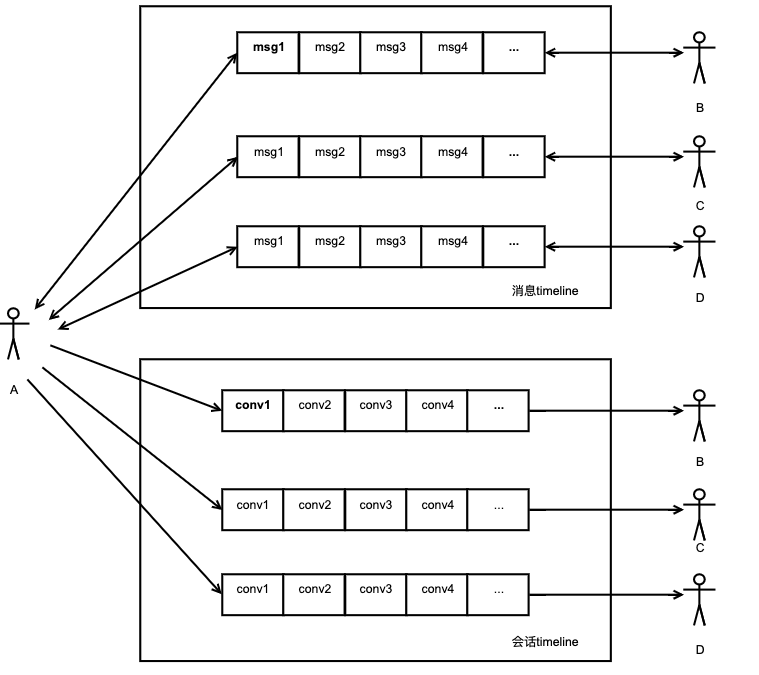 msg1 msg2 msg3 msg4 ...
B
msg1 msg2 msg3 msg4 ...
C
msg1 msg2 msg3 msg4 ...
消息timeline
D
A
conv1 conv2 conv3 conv4 ...
B
conv1 conv2 conv3 conv4 ...
C
conv1 conv2 conv3 conv4 ...
会话timeline
D